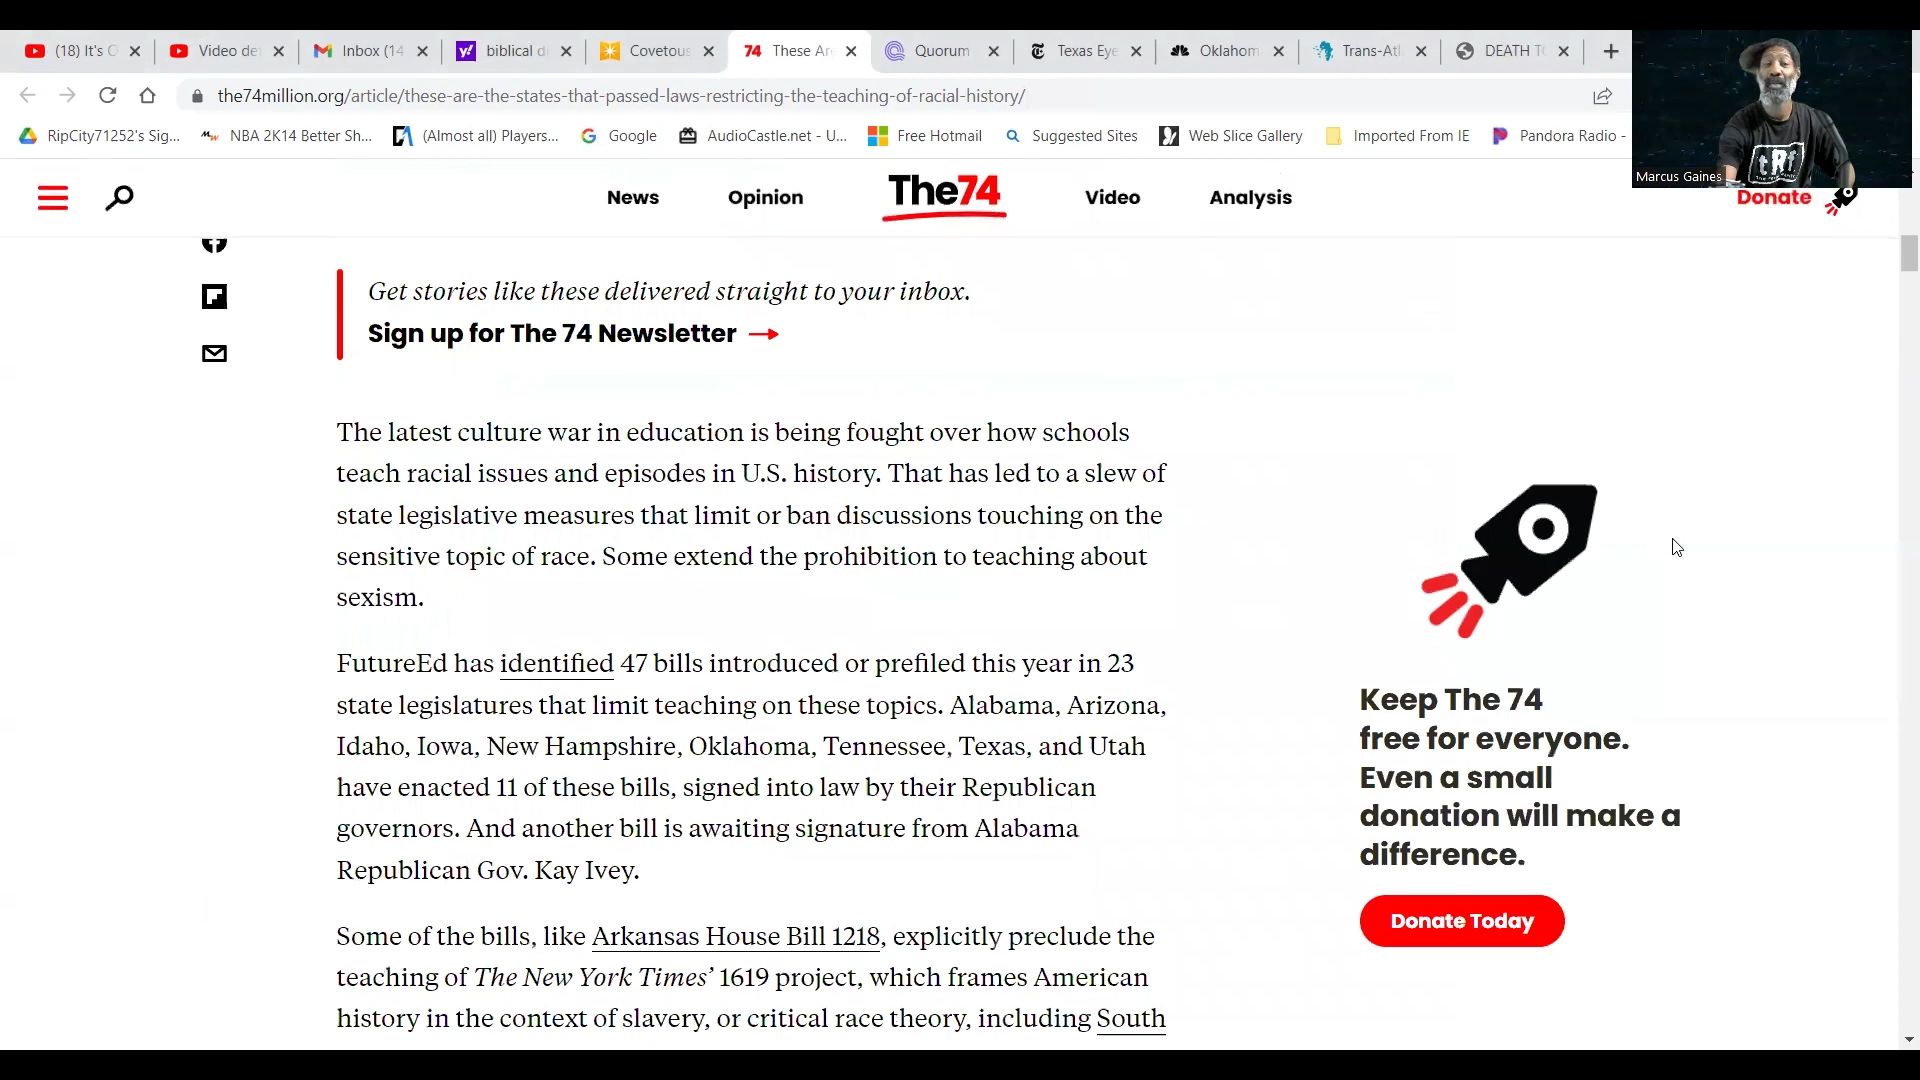 (18) It's O
Video de
Inbox (14
biblical d
Covetous
74 These Are
Quorum
Texas Eye
Oklahom
Trans-Atl
DEATH TO
the74million.org/article/these-are-the-states-that-passed-laws-restricting-the-teaching-of-racial-history/
RipCity71252's Sig...
NBA 2K14 Better Sh...
(Almost all) Players...
Google
AudioCastle.net - U...
Free Hotmail
Suggested Sites
Web Slice Gallery
Imported From IE
Pandora Radio -
tRf
Marcus Gaines
News
Opinion
The74
Video
Analysis
Donate
Get stories like these delivered straight to your inbox.
Sign up for The 74 Newsletter →
The latest culture war in education is being fought over how schools
teach racial issues and episodes in U.S. history. That has led to a slew of
state legislative measures that limit or ban discussions touching on the
sensitive topic of race. Some extend the prohibition to teaching about
sexism.
FutureEd has identified 47 bills introduced or prefiled this year in 23
state legislatures that limit teaching on these topics. Alabama, Arizona,
Idaho, Iowa, New Hampshire, Oklahoma, Tennessee, Texas, and Utah
have enacted 11 of these bills, signed into law by their Republican
governors. And another bill is awaiting signature from Alabama
Republican Gov. Kay Ivey.
Some of the bills, like Arkansas House Bill 1218, explicitly preclude the
teaching of The New York Times' 1619 project, which frames American
history in the context of slavery, or critical race theory, including South
Keep The 74
free for everyone.
Even a small
donation will make a
difference.
Donate Today